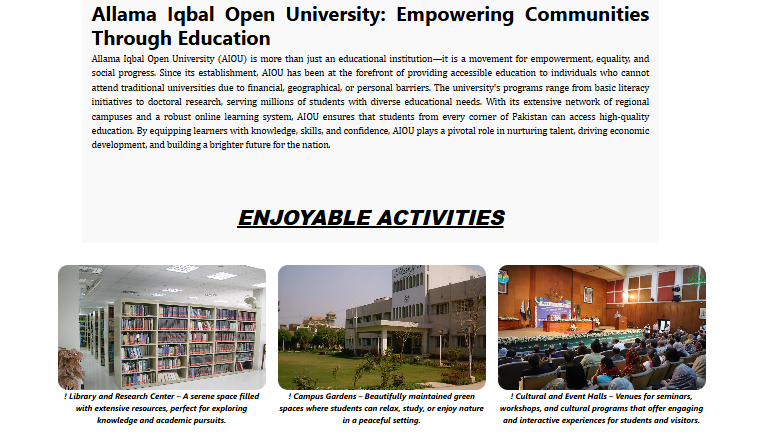 Allama Iqbal Open University: Empowering Communities
Through Education
Allama Iqbal Open University (AIOU) is more than just an educational institution—it is a movement for empowerment, equality, and
social progress. Since its establishment, AIOU has been at the forefront of providing accessible education to individuals who cannot
attend traditional universities due to financial, geographical, or personal barriers. The university's programs range from basic literacy
initiatives to doctoral research, serving millions of students with diverse educational needs. With its extensive network of regional
campuses and a robust online learning system, AIOU ensures that students from every corner of Pakistan can access high-quality
education. By equipping learners with knowledge, skills, and confidence, AIOU plays a pivotal role in nurturing talent, driving economic
development, and building a brighter future for the nation.
ENJOYABLE ACTIVITIES
! Library and Research Center – A serene space filled
with extensive resources, perfect for exploring
knowledge and academic pursuits.
! Campus Gardens – Beautifully maintained green
spaces where students can relax, study, or enjoy nature
in a peaceful setting.
! Cultural and Event Halls – Venues for seminars,
workshops, and cultural programs that offer engaging
and interactive experiences for students and visitors.